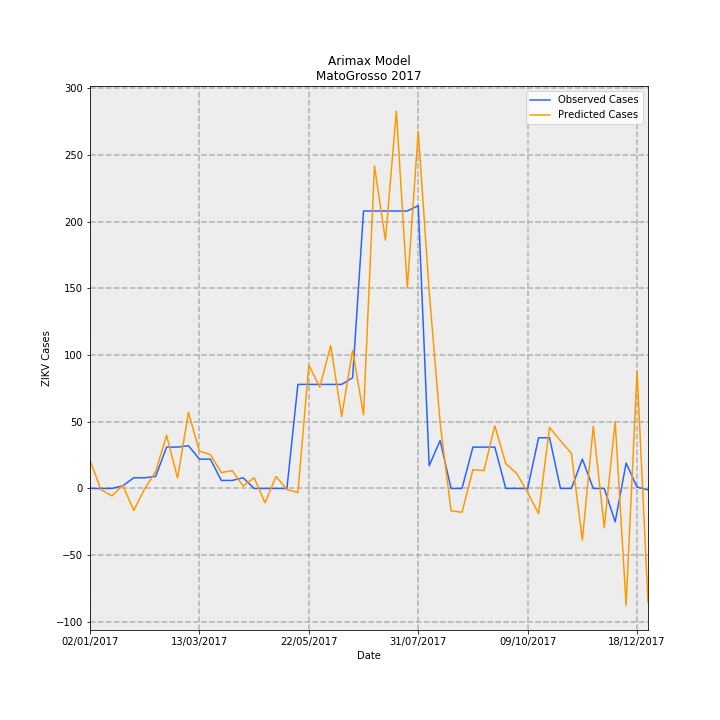 Arimax Model
MatoGrosso 2017
Observed Cases
Predicted Cases
300
250
200
150
100
50
0
−50
−100
ZIKV Cases
02/01/2017 13/03/2017 22/05/2017 31/07/2017 09/10/2017 18/12/2017
Date